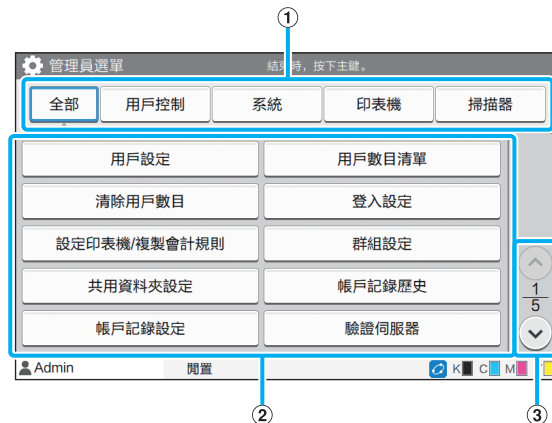 ①
管理員選單 結束時，按下主鍵。
全部 用戶控制 系統 印表機 掃描器
用戶設定 用戶數目清單
清除用戶數目 登入設定
設定印表機/複製會計規則 群組設定
共用資料夾設定 帳戶記錄歷史
1
5
帳戶記錄設定 驗證伺服器
Admin 閒置 K C M Y
② ③